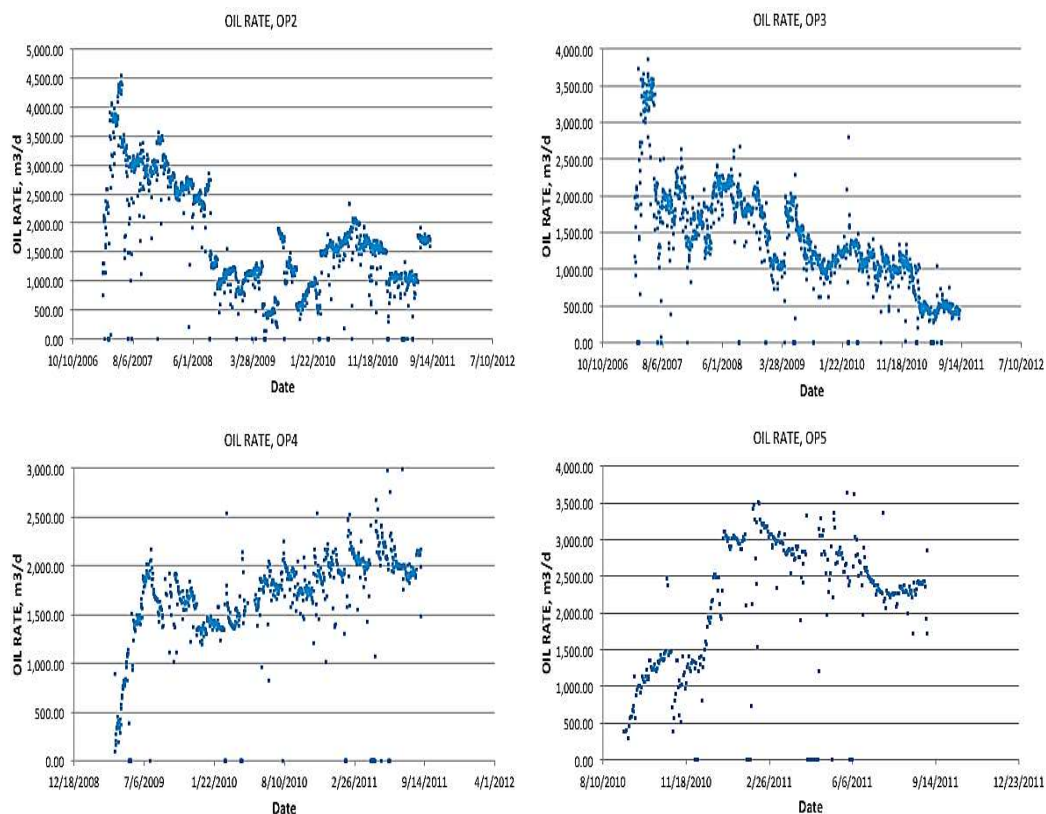 OIL RATE, OP2
OIL RATE, m3/d
5,000.00
4,500.00
4,000.00
3,500.00
3,000.00
2,500.00
2,000.00
1,500.00
1,000.00
500.00
0.00
10/10/2006 8/6/2007 6/1/2008 3/28/2009 1/22/2010 11/18/2010 9/14/2011 7/10/2012
Date
OIL RATE, OP3
OIL RATE, m3/d
4,000.00
3,500.00
3,000.00
2,500.00
2,000.00
1,500.00
1,000.00
500.00
0.00
10/10/2006 8/6/2007 6/1/2008 3/28/2009 1/22/2010 11/18/2010 9/14/2011 7/10/2012
Date
OIL RATE, OP4
OIL RATE, m3/d
3,000.00
2,500.00
2,000.00
1,500.00
1,000.00
500.00
0.00
12/18/2008 7/6/2009 1/22/2010 8/10/2010 2/26/2011 9/14/2011 4/1/2012
Date
OIL RATE, OP5
OIL RATE, m3/d
4,000.00
3,500.00
3,000.00
2,500.00
2,000.00
1,500.00
1,000.00
500.00
0.00
8/10/2010 11/18/2010 2/26/2011 6/6/2011 9/14/2011 12/23/2011
Date